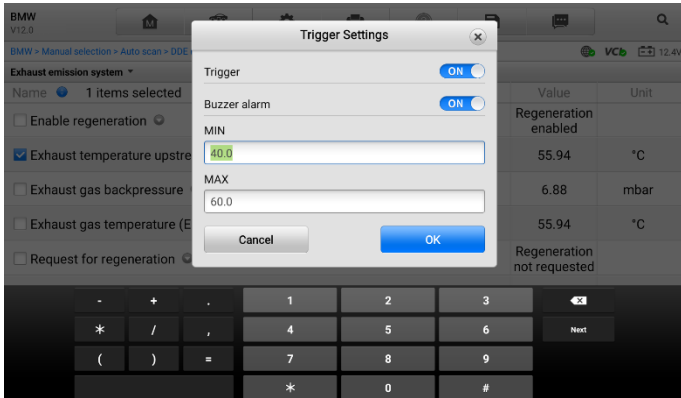 BMW
V12.0
BMW > Manual selection > Auto scan > DDE
VCI
12.4V
Exhaust emission system
Name 1 items selected Value Unit
Enable regeneration Regeneration enabled
Exhaust temperature upstre 55.94 °C
Exhaust gas backpressure 6.88 mbar
Exhaust gas temperature (E 55.94 °C
Request for regeneration Regeneration not requested
Trigger Settings
Trigger ON
Buzzer alarm ON
MIN
40.0
MAX
60.0
Cancel OK
- + . 1 2 3
* / , 4 5 6 Next
( ) = 7 8 9
* 0 #